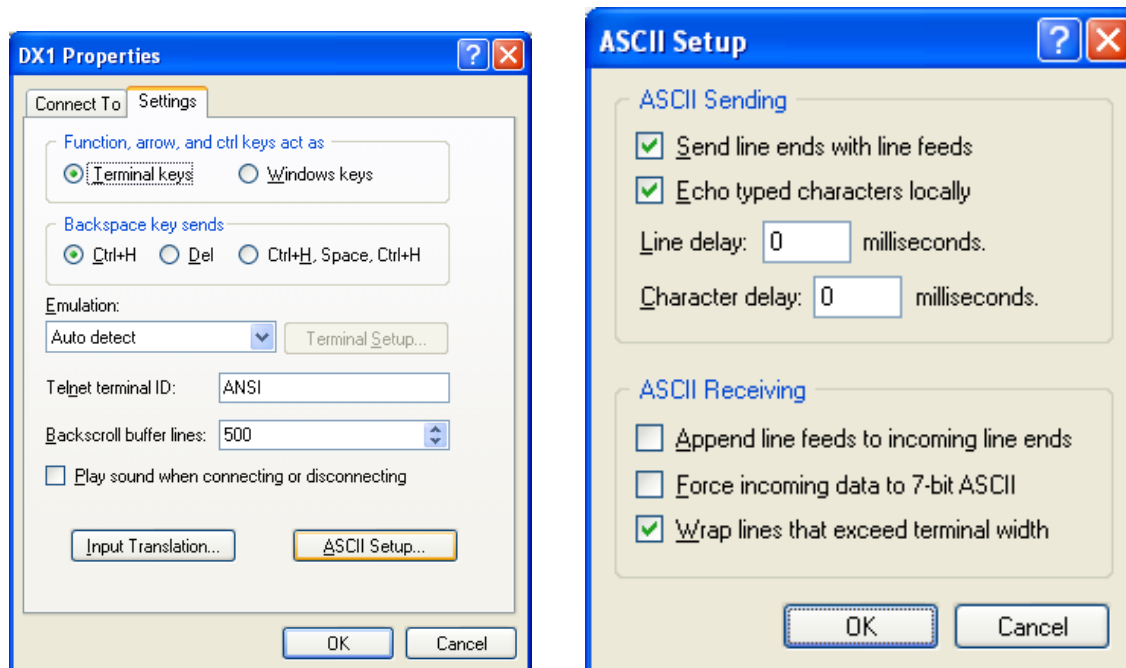 DX1 Properties
Connect To Settings
Function, arrow, and ctrl keys act as
Terminal keys Windows keys
Backspace key sends
Ctrl+H Del Ctrl+H, Space, Ctrl+H
Emulation:
Auto detect Terminal Setup...
Telnet terminal ID: ANSI
Backscroll buffer lines: 500
Play sound when connecting or disconnecting
Input Translation... ASCII Setup...
OK Cancel
ASCII Setup
ASCII Sending
Send line ends with line feeds
Echo typed characters locally
Line delay: 0 milliseconds.
Character delay: 0 milliseconds.
ASCII Receiving
Append line feeds to incoming line ends
Force incoming data to 7-bit ASCII
Wrap lines that exceed terminal width
OK Cancel